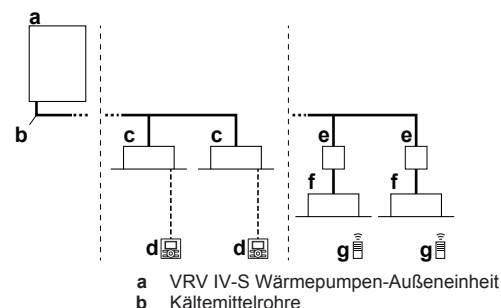 a
b
c c
d d
e e
f f
g g
a VRV IV-S Wärmepumpen-Außeneinheit
b Kältemittelrohre